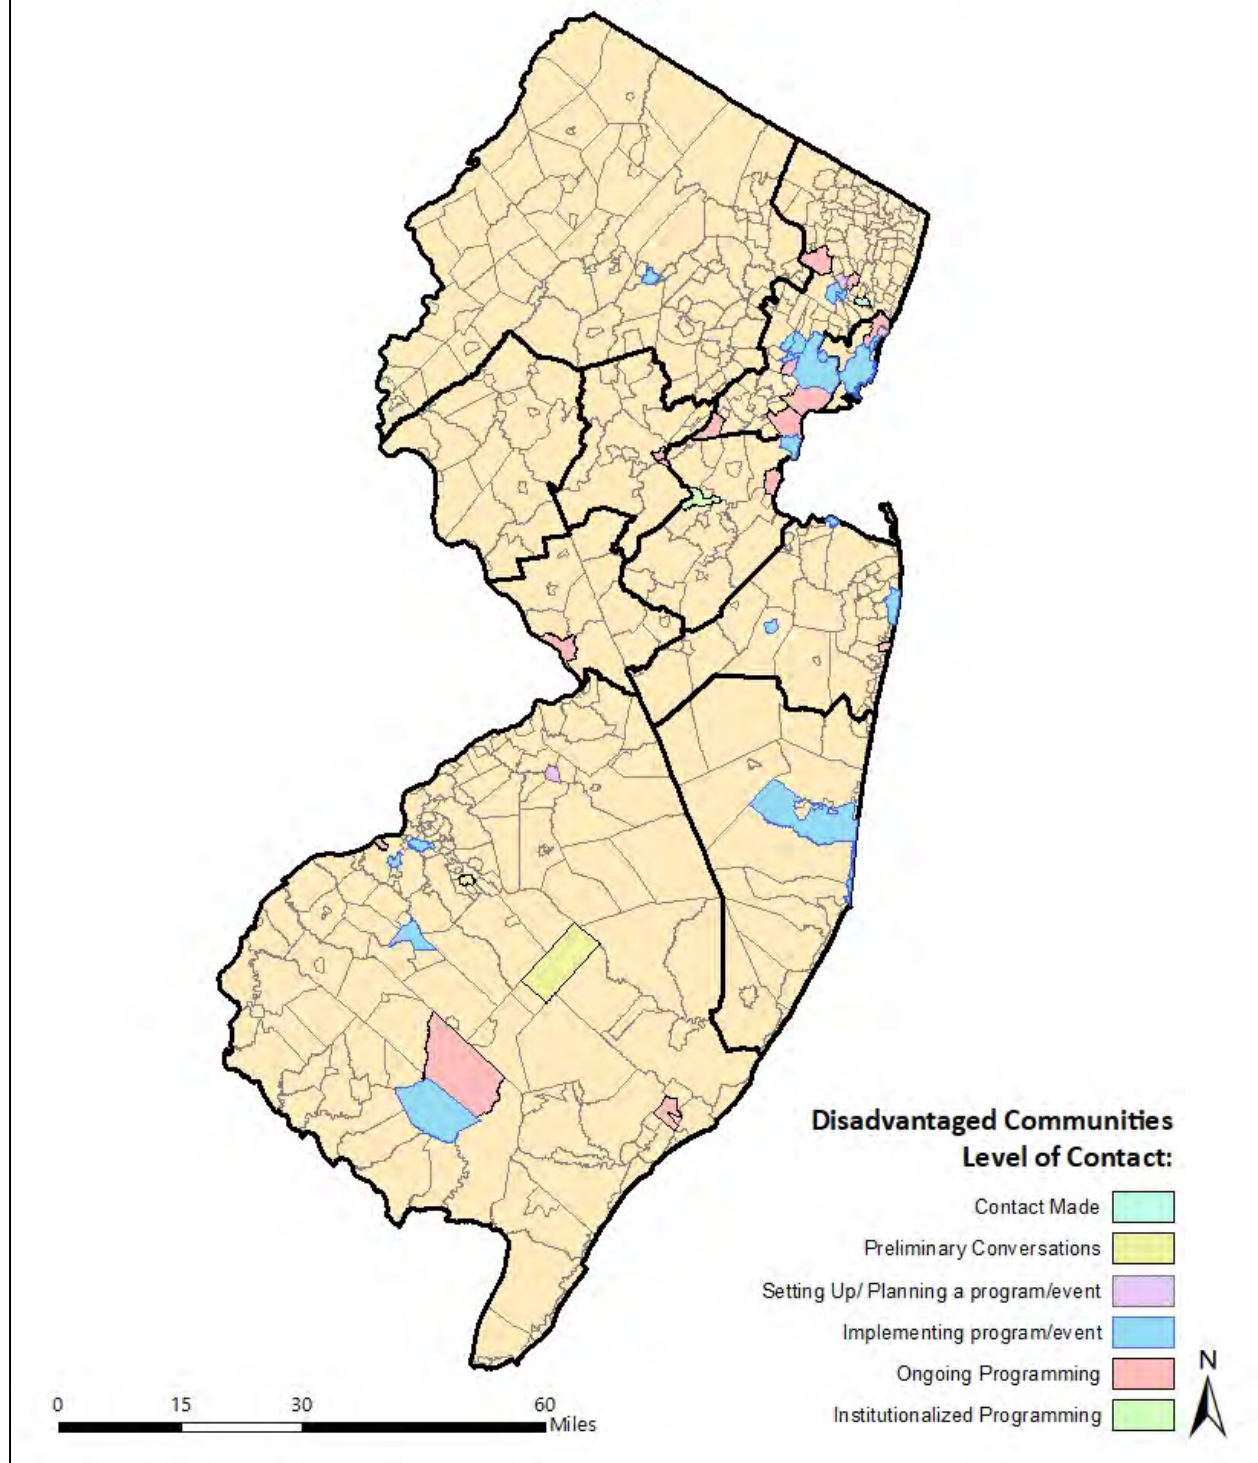 Disadvantaged Communities
Level of Contact:
Contact Made
Preliminary Conversations
Setting Up/ Planning a program/event
Implementing program/event
Ongoing Programming
Institutionalized Programming
N
0 15 30 60
Miles